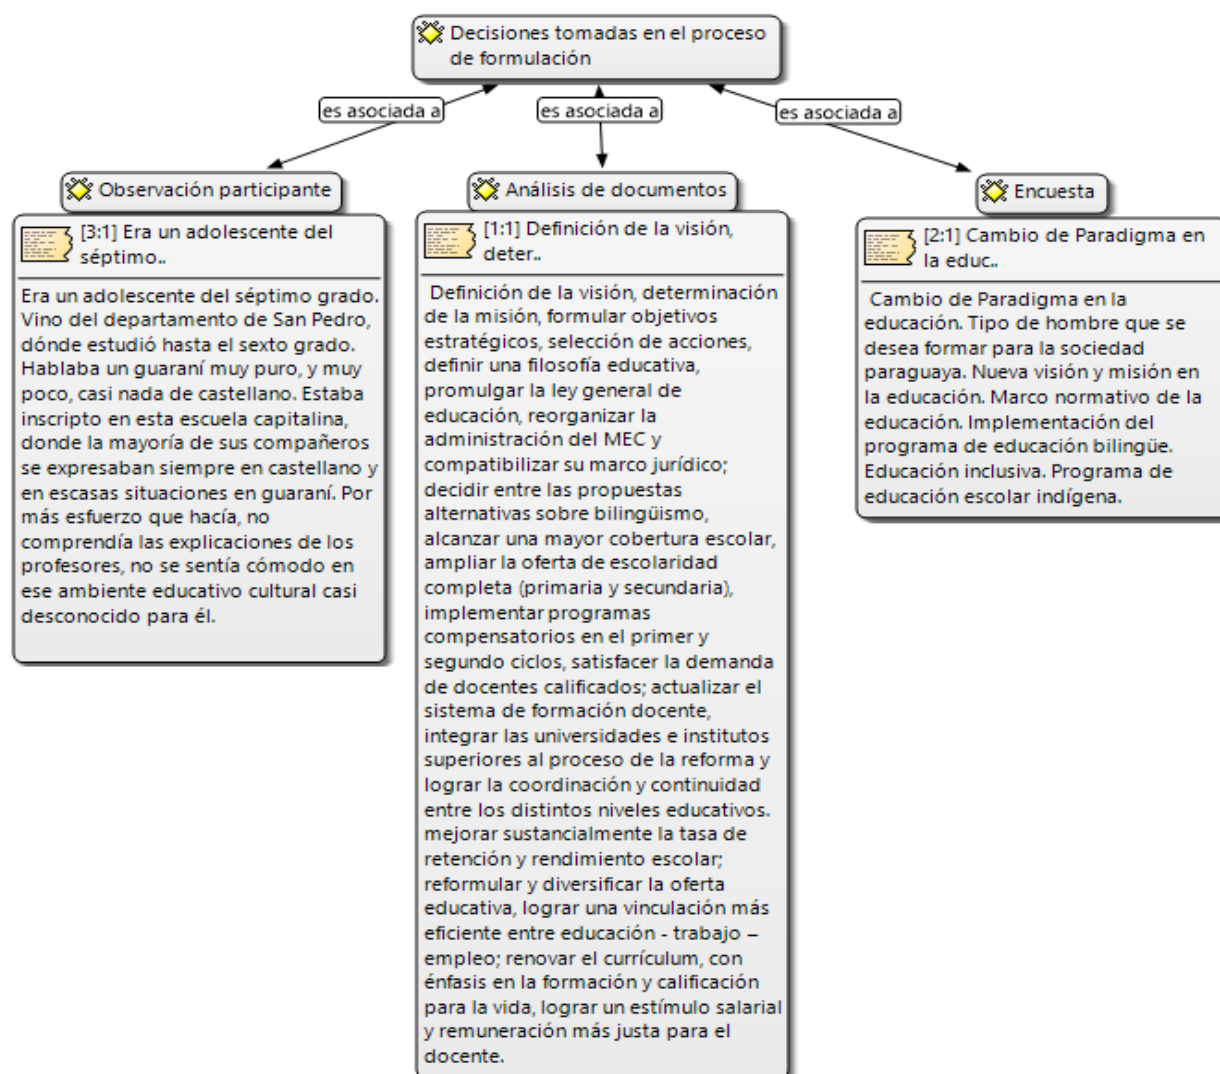 Decisiones tomadas en el proceso
de formulación
es asociada a
es asociada a
es asociada a
Observación participante
[3:1] Era un adolescente del
séptimo..
Era un adolescente del séptimo grado.
Vino del departamento de San Pedro,
dónde estudió hasta el sexto grado.
Hablaba un guaraní muy puro, y muy
poco, casi nada de castellano. Estaba
inscripto en esta escuela capitalina,
donde la mayoría de sus compañeros
se expresaban siempre en castellano y
en escasas situaciones en guaraní. Por
más esfuerzo que hacía, no
comprendía las explicaciones de los
profesores, no se sentía cómodo en
ese ambiente educativo cultural casi
desconocido para él.
Análisis de documentos
[1:1] Definición de la visión,
deter..
Definición de la visión, determinación
de la misión, formular objetivos
estratégicos, selección de acciones,
definir una filosofía educativa,
promulgar la ley general de
educación, reorganizar la
administración del MEC y
compatibilizar su marco jurídico;
decidir entre las propuestas
alternativas sobre bilingüismo,
alcanzar una mayor cobertura escolar,
ampliar la oferta de escolaridad
completa (primaria y secundaria),
implementar programas
compensatorios en el primer y
segundo ciclos, satisfacer la demanda
de docentes calificados; actualizar el
sistema de formación docente,
integrar las universidades e institutos
superiores al proceso de la reforma y
lograr la coordinación y continuidad
entre los distintos niveles educativos.
mejorar sustancialmente la tasa de
retención y rendimiento escolar;
reformular y diversificar la oferta
educativa, lograr una vinculación más
eficiente entre educación - trabajo –
empleo; renovar el currículum, con
énfasis en la formación y calificación
para la vida, lograr un estímulo salarial
y remuneración más justa para el
docente.
Encuesta
[2:1] Cambio de Paradigma en
la educ..
Cambio de Paradigma en la
educación. Tipo de hombre que se
desea formar para la sociedad
paraguaya. Nueva visión y misión en
la educación. Marco normativo de la
educación. Implementación del
programa de educación bilingüe.
Educación inclusiva. Programa de
educación escolar indígena.